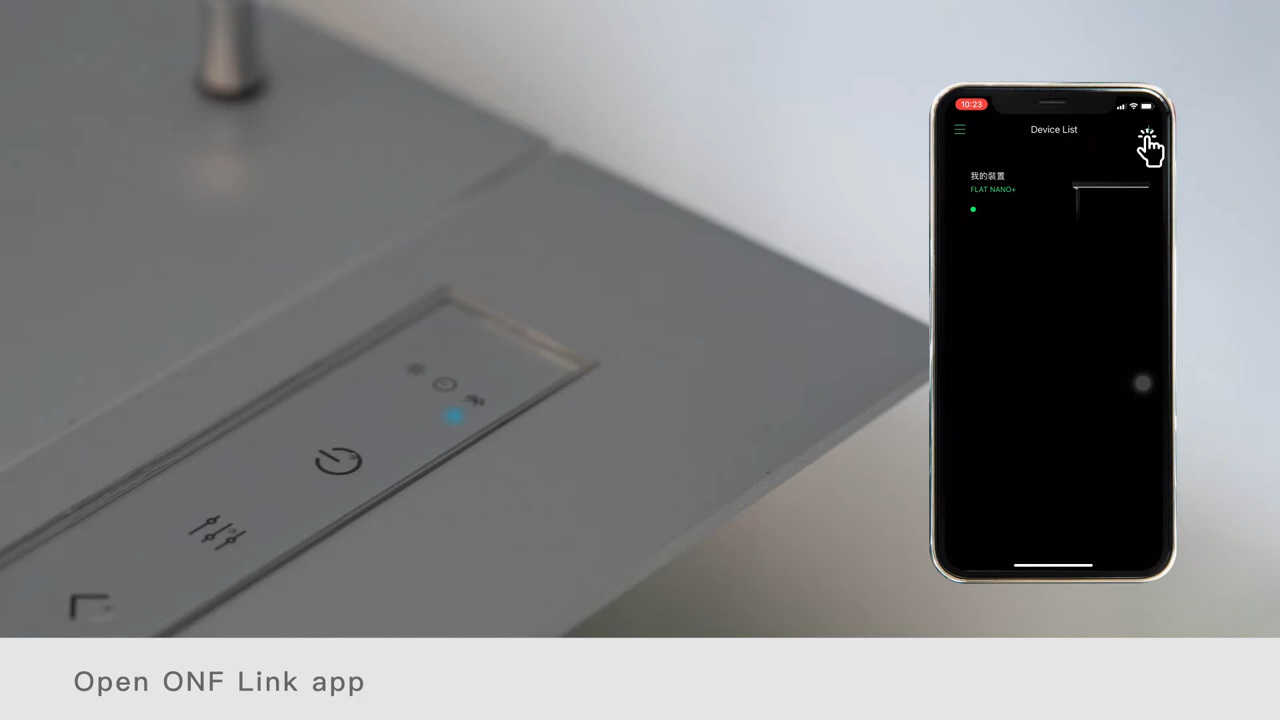 10:23
Device List
我的裝置
FLAT NANO+
Open ONF Link app